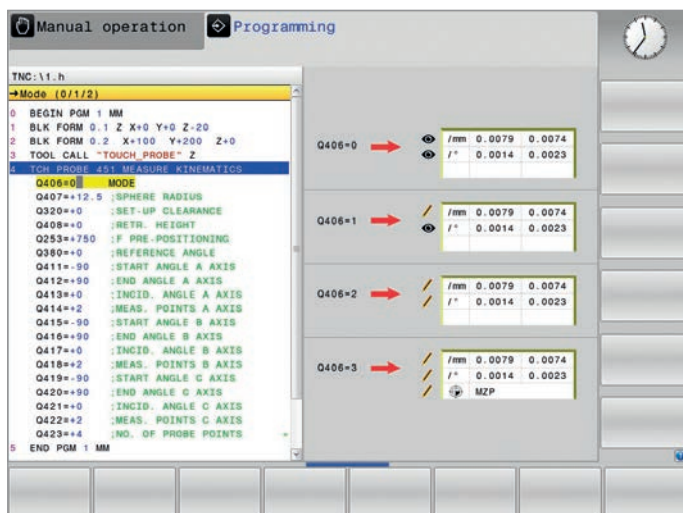 Manual operation
Programming
TNC:\1.h
→Mode (0/1/2)
0 BEGIN PGM 1 MM
1 BLK FORM 0.1 Z X+0 Y+0 Z-20
2 BLK FORM 0.2 X+100 Y+200 Z+0
3 TOOL CALL "TOUCH_PROBE" Z
4 TCH PROBE 451 MEASURE KINEMATICS
Q406=0 MODE
Q407=+12.5 ;SPHERE RADIUS
Q320=+0 ;SET-UP CLEARANCE
Q408=+0 ;RETR. HEIGHT
Q253=+750 ;F PRE-POSITIONING
Q380=+0 ;REFERENCE ANGLE
Q411=-90 ;START ANGLE A AXIS
Q412=+90 ;END ANGLE A AXIS
Q413=+0 ;INCID. ANGLE A AXIS
Q414=+2 ;MEAS. POINTS A AXIS
Q415=-90 ;START ANGLE B AXIS
Q416=+90 ;END ANGLE B AXIS
Q417=+0 ;INCID. ANGLE B AXIS
Q418=+2 ;MEAS. POINTS B AXIS
Q419=-90 ;START ANGLE C AXIS
Q420=+90 ;END ANGLE C AXIS
Q421=+0 ;INCID. ANGLE C AXIS
Q422=+2 ;MEAS. POINTS C AXIS
Q423=+4 ;NO. OF PROBE POINTS
5 END PGM 1 MM
Q406=0
/mm 0.0079 0.0074
/° 0.0014 0.0023
Q406=1
/mm 0.0079 0.0074
/° 0.0014 0.0023
Q406=2
/mm 0.0079 0.0074
/° 0.0014 0.0023
Q406=3
/mm 0.0079 0.0074
/° 0.0014 0.0023
MZP